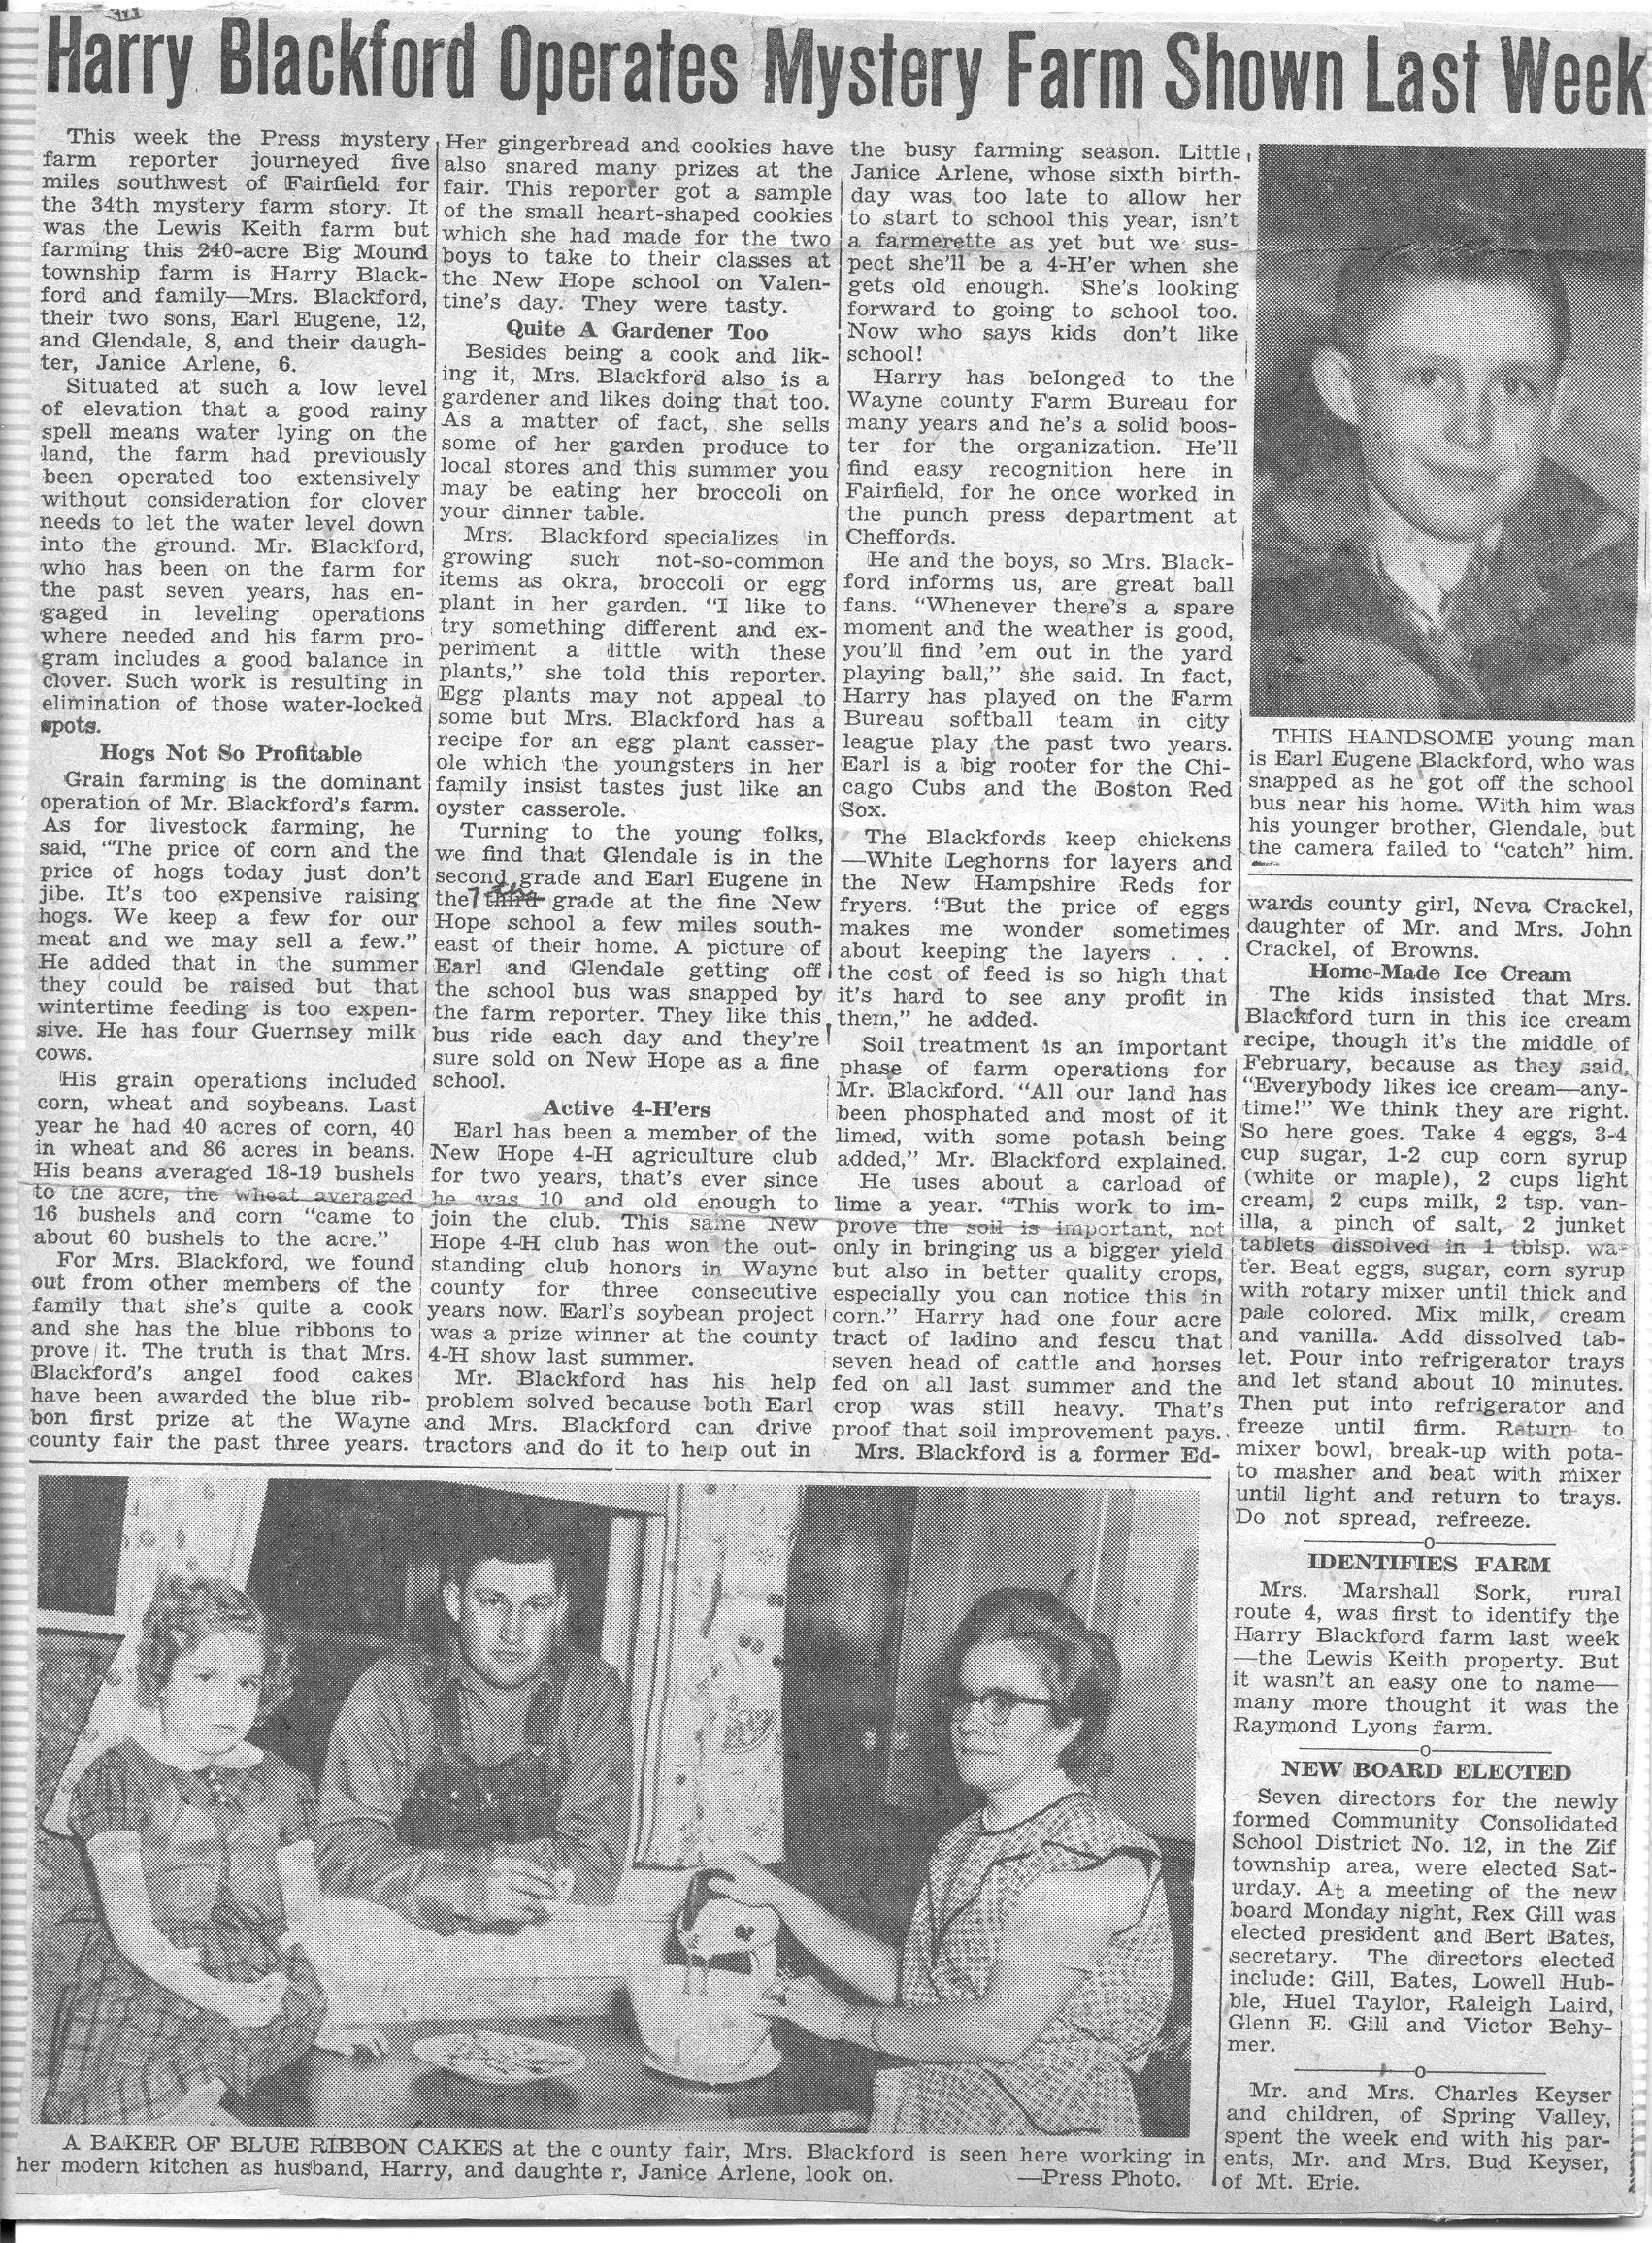 Harry Blackford Operates Mystery Farm Shown Last Week
This week the Press mystery
farm reporter journeyed five
miles southwest of Fairfield for
the 34th mystery farm story. It
was the Lewis Keith farm but
farming this 240-acre Big Mound
township farm is Harry Black-
ford and family—Mrs. Blackford,
their two sons, Earl Eugene, 12,
and Glendale, 8, and their daugh-
ter, Janice Arlene, 6.
Situated at such a low level
of elevation that a good rainy
spell means water lying on the
land, the farm had previously
been operated too extensively
without consideration for clover
needs to let the water level down
into the ground. Mr. Blackford,
who has been on the farm for
the past seven years, has en-
gaged in leveling operations
where needed and his farm pro-
gram includes a good balance in
clover. Such work is resulting in
elimination of those water-locked
spots.
Hogs Not So Profitable
Grain farming is the dominant
operation of Mr. Blackford's farm.
As for livestock farming, he
said, "The price of corn and the
price of hogs today just don't
jibe. It's too expensive raising
hogs. We keep a few for our
meat and we may sell a few."
He added that in the summer
they could be raised but that
wintertime feeding is too expen-
sive. He has four Guernsey milk
cows.
His grain operations included
corn, wheat and soybeans. Last
year he had 40 acres of corn, 40
in wheat and 86 acres in beans.
His beans averaged 18-19 bushels
to the acre, the wheat averaged
16 bushels and corn "came to
about 60 bushels to the acre."
For Mrs. Blackford, we found
out from other members of the
family that she's quite a cook
and she has the blue ribbons to
prove it. The truth is that Mrs.
Blackford's angel food cakes
have been awarded the blue rib-
bon first prize at the Wayne
county fair the past three years.
Her gingerbread and cookies have
also snared many prizes at the
fair. This reporter got a sample
of the small heart-shaped cookies
which she had made for the two
boys to take to their classes at
the New Hope school on Valen-
tine's day. They were tasty.
Quite A Gardener Too
Besides being a cook and lik-
ing it, Mrs. Blackford also is a
gardener and likes doing that too.
As a matter of fact, she sells
some of her garden produce to
local stores and this summer you
may be eating her broccoli on
your dinner table.
Mrs. Blackford specializes in
growing such not-so-common
items as okra, broccoli or egg
plant in her garden. "I like to
try something different and ex-
periment a little with these
plants," she told this reporter.
Egg plants may not appeal to
some but Mrs. Blackford has a
recipe for an egg plant casser-
ole which the youngsters in her
family insist tastes just like an
oyster casserole.
Turning to the young folks,
we find that Glendale is in the
second grade and Earl Eugene in
the 7th third grade at the fine New
Hope school a few miles south-
east of their home. A picture of
Earl and Glendale getting off
the school bus was snapped by
the farm reporter. They like this
bus ride each day and they're
sure sold on New Hope as a fine
school.
Active 4-H'ers
Earl has been a member of the
New Hope 4-H agriculture club
for two years, that's ever since
he was 10 and old enough to
join the club. This same New
Hope 4-H club has won the out-
standing club honors in Wayne
county for three consecutive
years now. Earl's soybean project
was a prize winner at the county
4-H show last summer.
Mr. Blackford has his help
problem solved because both Earl
and Mrs. Blackford can drive
tractors and do it to help out in
the busy farming season. Little
Janice Arlene, whose sixth birth-
day was too late to allow her
to start to school this year, isn't
a farmerette as yet but we sus-
pect she'll be a 4-H'er when she
gets old enough. She's looking
forward to going to school too.
Now who says kids don't like
school!
Harry has belonged to the
Wayne county Farm Bureau for
many years and he's a solid boos-
ter for the organization. He'll
find easy recognition here in
Fairfield, for he once worked in
the punch press department at
Cheffords.
He and the boys, so Mrs. Black-
ford informs us, are great ball
fans. "Whenever there's a spare
moment and the weather is good,
you'll find 'em out in the yard
playing ball," she said. In fact,
Harry has played on the Farm
Bureau softball team in city
league play the past two years.
Earl is a big rooter for the Chi-
cago Cubs and the Boston Red
Sox.
The Blackfords keep chickens
—White Leghorns for layers and
the New Hampshire Reds for
fryers. "But the price of eggs
makes me wonder sometimes
about keeping the layers . . .
the cost of feed is so high that
it's hard to see any profit in
them," he added.
Soil treatment is an important
phase of farm operations for
Mr. Blackford. "All our land has
been phosphated and most of it
limed, with some potash being
added," Mr. Blackford explained.
He uses about a carload of
lime a year. "This work to im-
prove the soil is important, not
only in bringing us a bigger yield
but also in better quality crops,
especially you can notice this in
corn." Harry had one four acre
tract of ladino and fescu that
seven head of cattle and horses
fed on all last summer and the
crop was still heavy. That's
proof that soil improvement pays.
Mrs. Blackford is a former Ed-
THIS HANDSOME young man
is Earl Eugene Blackford, who was
snapped as he got off the school
bus near his home. With him was
his younger brother, Glendale, but
the camera failed to "catch" him.
wards county girl, Neva Crackel,
daughter of Mr. and Mrs. John
Crackel, of Browns.
Home-Made Ice Cream
The kids insisted that Mrs.
Blackford turn in this ice cream
recipe, though it's the middle of
February, because as they said,
"Everybody likes ice cream—any-
time!" We think they are right.
So here goes. Take 4 eggs, 3-4
cup sugar, 1-2 cup corn syrup
(white or maple), 2 cups light
cream, 2 cups milk, 2 tsp. van-
illa, a pinch of salt, 2 junket
tablets dissolved in 1 tblsp. wa-
ter. Beat eggs, sugar, corn syrup
with rotary mixer until thick and
pale colored. Mix milk, cream
and vanilla. Add dissolved tab-
let. Pour into refrigerator trays
and let stand about 10 minutes.
Then put into refrigerator and
freeze until firm. Return to
mixer bowl, break-up with pota-
to masher and beat with mixer
until light and return to trays.
Do not spread, refreeze.
IDENTIFIES FARM
Mrs. Marshall Sork, rural
route 4, was first to identify the
Harry Blackford farm last week
—the Lewis Keith property. But
it wasn't an easy one to name—
many more thought it was the
Raymond Lyons farm.
NEW BOARD ELECTED
Seven directors for the newly
formed Community Consolidated
School District No. 12, in the Zif
township area, were elected Sat-
urday. At a meeting of the new
board Monday night, Rex Gill was
elected president and Bert Bates,
secretary. The directors elected
include: Gill, Bates, Lowell Hub-
ble, Huel Taylor, Raleigh Laird,
Glenn E. Gill and Victor Behy-
mer.
Mr. and Mrs. Charles Keyser
and children, of Spring Valley,
spent the week end with his par-
ents, Mr. and Mrs. Bud Keyser,
of Mt. Erie.
A BAKER OF BLUE RIBBON CAKES at the c ounty fair, Mrs. Blackford is seen here working in
her modern kitchen as husband, Harry, and daughte r, Janice Arlene, look on. —Press Photo.